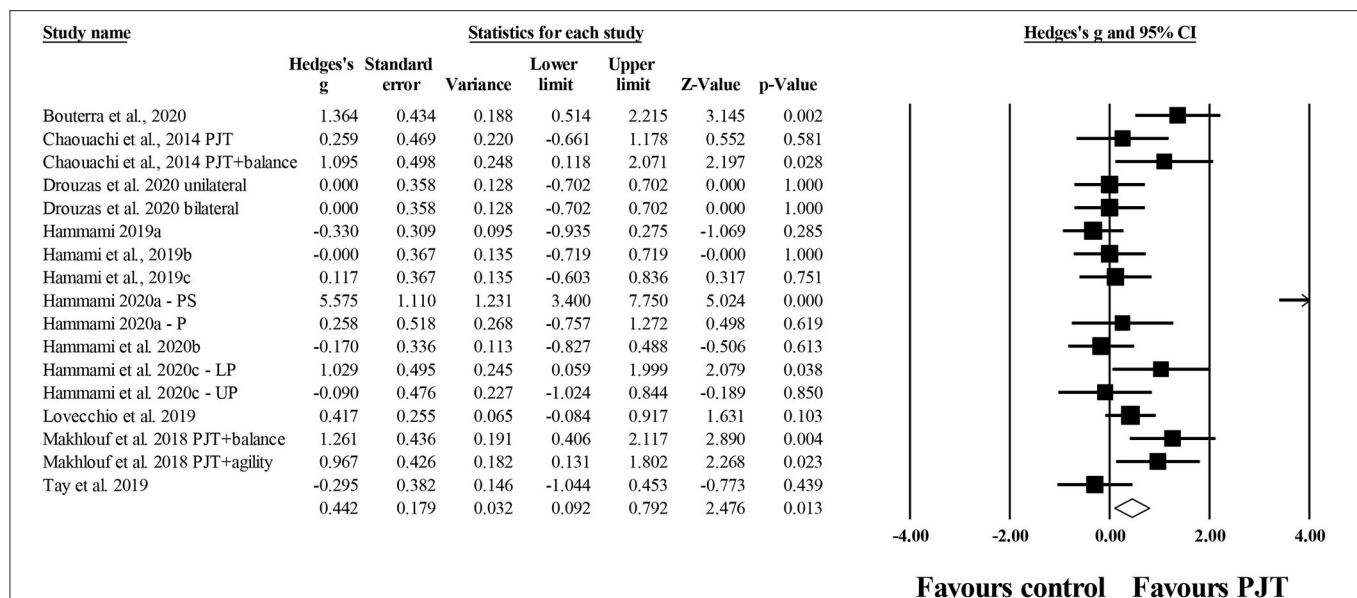 Study name Statistics for each study Hedges's g and 95% CI
Hedges's Standard Lower Upper
g error Variance limit limit Z-Value p-Value
Bouterra et al., 2020 1.364 0.434 0.188 0.514 2.215 3.145 0.002
Chaouachi et al., 2014 PJT 0.259 0.469 0.220 -0.661 1.178 0.552 0.581
Chaouachi et al., 2014 PJT+balance 1.095 0.498 0.248 0.118 2.071 2.197 0.028
Drouzas et al. 2020 unilateral 0.000 0.358 0.128 -0.702 0.702 0.000 1.000
Drouzas et al. 2020 bilateral 0.000 0.358 0.128 -0.702 0.702 0.000 1.000
Hammami 2019a -0.330 0.309 0.095 -0.935 0.275 -1.069 0.285
Hamami et al., 2019b -0.000 0.367 0.135 -0.719 0.719 -0.000 1.000
Hamami et al., 2019c 0.117 0.367 0.135 -0.603 0.836 0.317 0.751
Hammami 2020a - PS 5.575 1.110 1.231 3.400 7.750 5.024 0.000
Hammami 2020a - P 0.258 0.518 0.268 -0.757 1.272 0.498 0.619
Hammami et al. 2020b -0.170 0.336 0.113 -0.827 0.488 -0.506 0.613
Hammami et al. 2020c - LP 1.029 0.495 0.245 0.059 1.999 2.079 0.038
Hammami et al. 2020c - UP -0.090 0.476 0.227 -1.024 0.844 -0.189 0.850
Lovecchio et al. 2019 0.417 0.255 0.065 -0.084 0.917 1.631 0.103
Makhlouf et al. 2018 PJT+balance 1.261 0.436 0.191 0.406 2.117 2.890 0.004
Makhlouf et al. 2018 PJT+agility 0.967 0.426 0.182 0.131 1.802 2.268 0.023
Tay et al. 2019 -0.295 0.382 0.146 -1.044 0.453 -0.773 0.439
0.442 0.179 0.032 0.092 0.792 2.476 0.013
-4.00 -2.00 0.00 2.00 4.00
Favours control Favours PJT